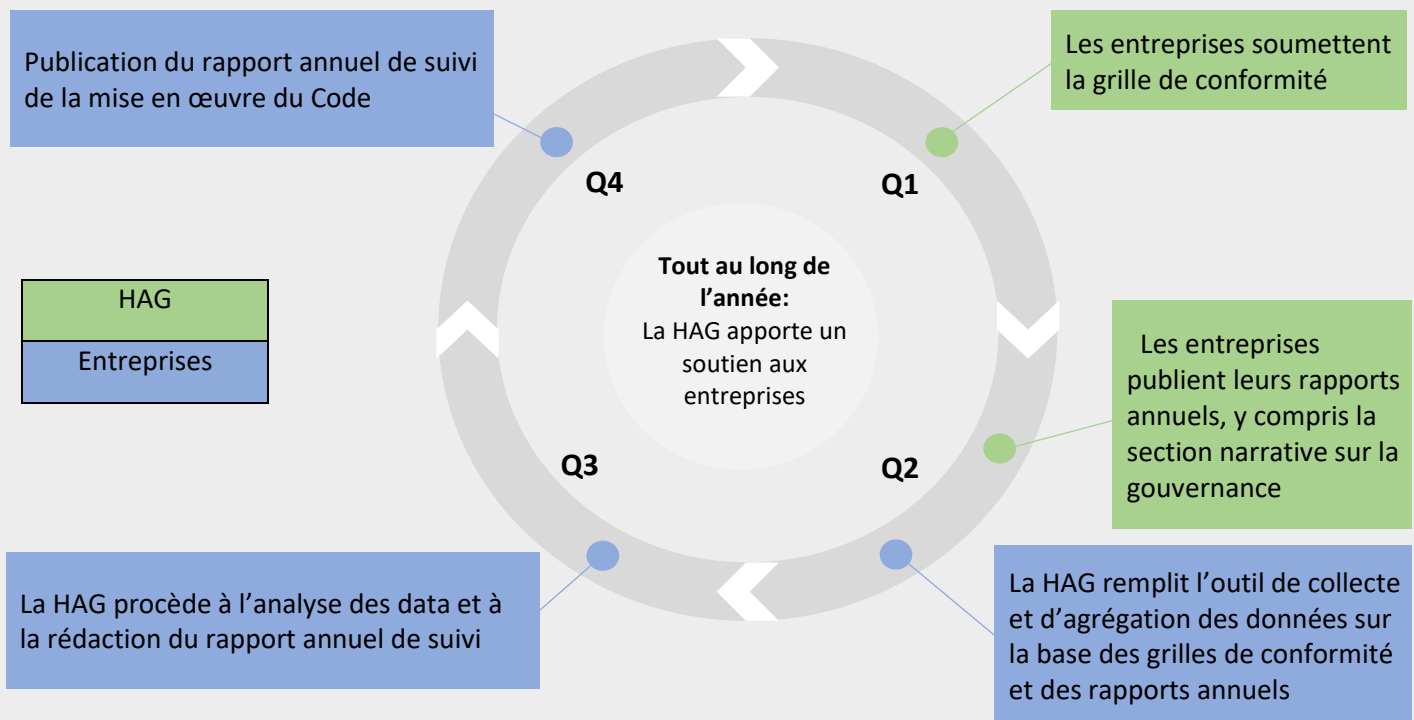 Publication du rapport annuel de suivi
de la mise en œuvre du Code
Les entreprises soumettent
la grille de conformité
Q4
Q1
Tout au long de
l’année:
La HAG apporte un
soutien aux
entreprises
HAG
Entreprises
Les entreprises
publient leurs rapports
annuels, y compris la
section narrative sur la
gouvernance
Q3
Q2
La HAG procède à l’analyse des data et à
la rédaction du rapport annuel de suivi
La HAG remplit l’outil de collecte
et d’agrégation des données sur
la base des grilles de conformité
et des rapports annuels